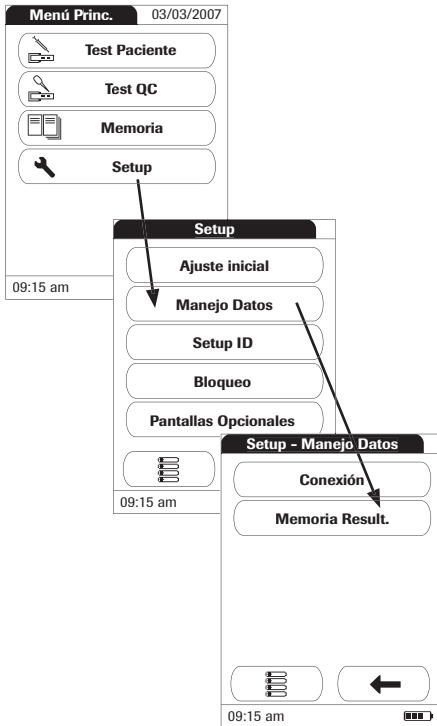 Menú Princ. 03/03/2007
Test Paciente
Test QC
Memoria
Setup
09:15 am
Setup
Ajuste inicial
Manejo Datos
Setup ID
Bloqueo
Pantallas Opcionales
09:15 am
Setup - Manejo Datos
Conexión
Memoria Result.
09:15 am